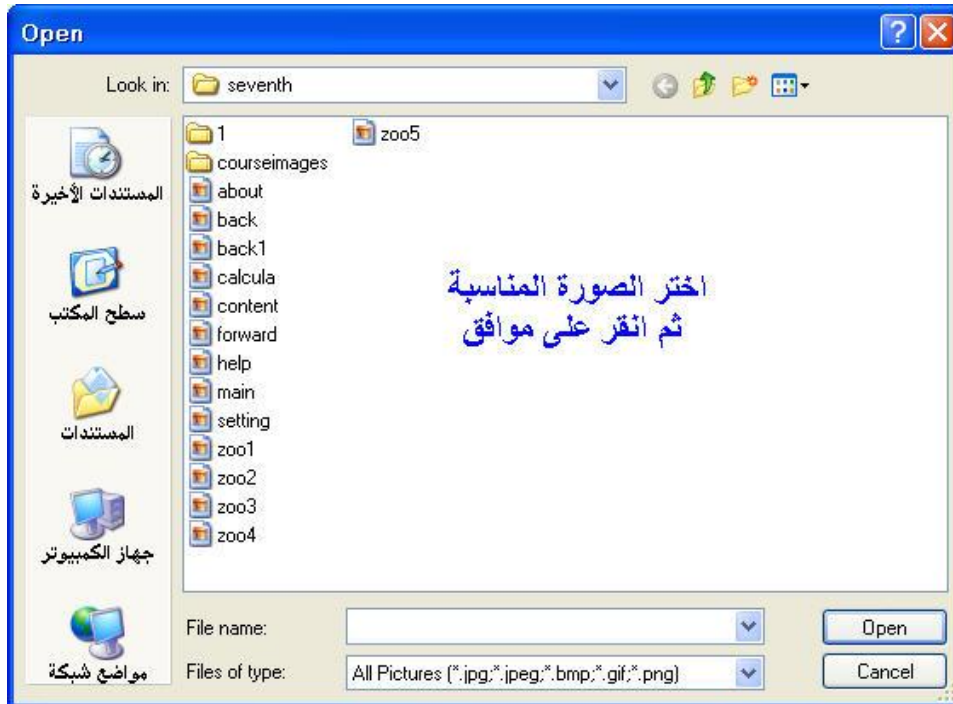 Open
Look in:
seventh
المستندات الأخيرة
سطح المكتب
المستندات
جهاز الكمبيوتر
مواضع شبكة
1
courseimages
about
back
back1
calcula
content
forward
help
main
setting
zoo1
zoo2
zoo3
zoo4
zoo5
اختر الصورة المناسبة
ثم انقر على موافق
File name:
Open
Files of type:
All Pictures (*.jpg;*.jpeg;*.bmp;*.gif;*.png)
Cancel